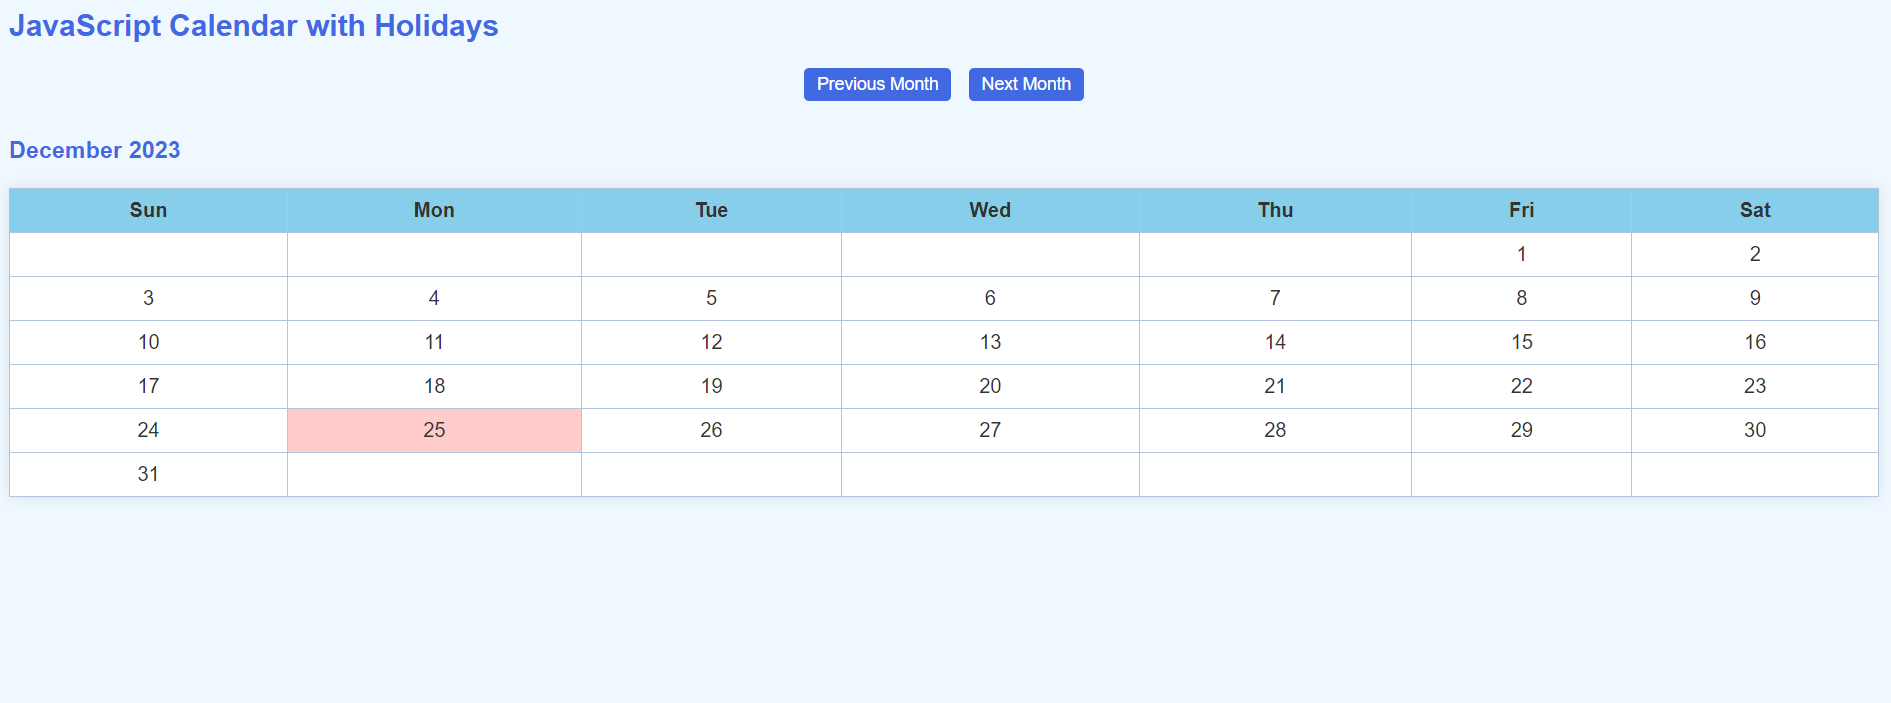 JavaScript Calendar with Holidays
Previous Month Next Month
December 2023
Sun Mon Tue Wed Thu Fri Sat
1 2
3 4 5 6 7 8 9
10 11 12 13 14 15 16
17 18 19 20 21 22 23
24 25 26 27 28 29 30
31